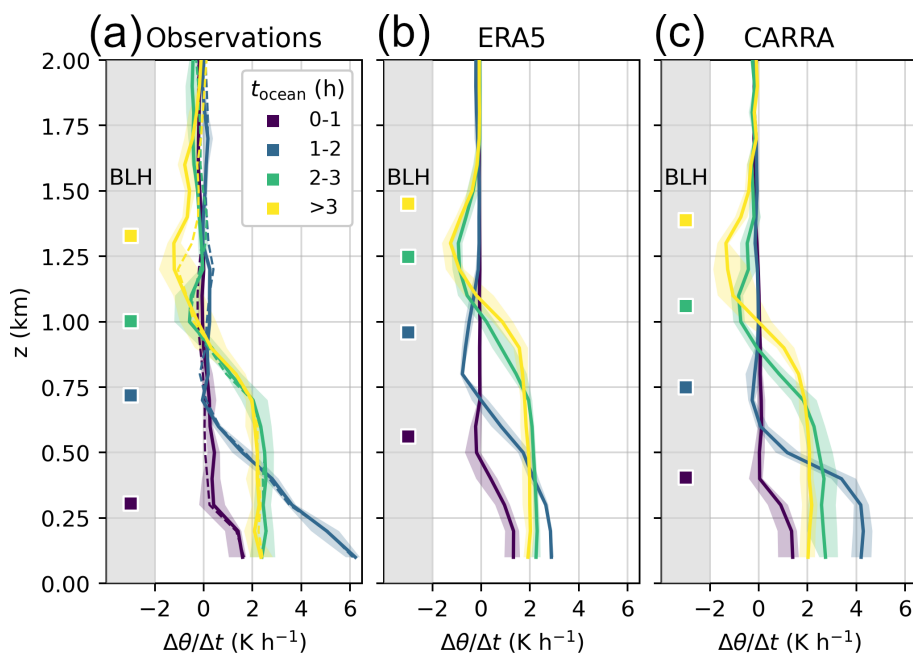 (a) Observations
(b) ERA5
(c) CARRA
z (km)
2.00
1.75
1.50
1.25
1.00
0.75
0.50
0.25
0.00
BLH
t_ocean (h)
0-1
1-2
2-3
>3
BLH
BLH
−2 0 2 4 6
−2 0 2 4 6
−2 0 2 4 6
Δθ/Δt (K h⁻¹)
Δθ/Δt (K h⁻¹)
Δθ/Δt (K h⁻¹)